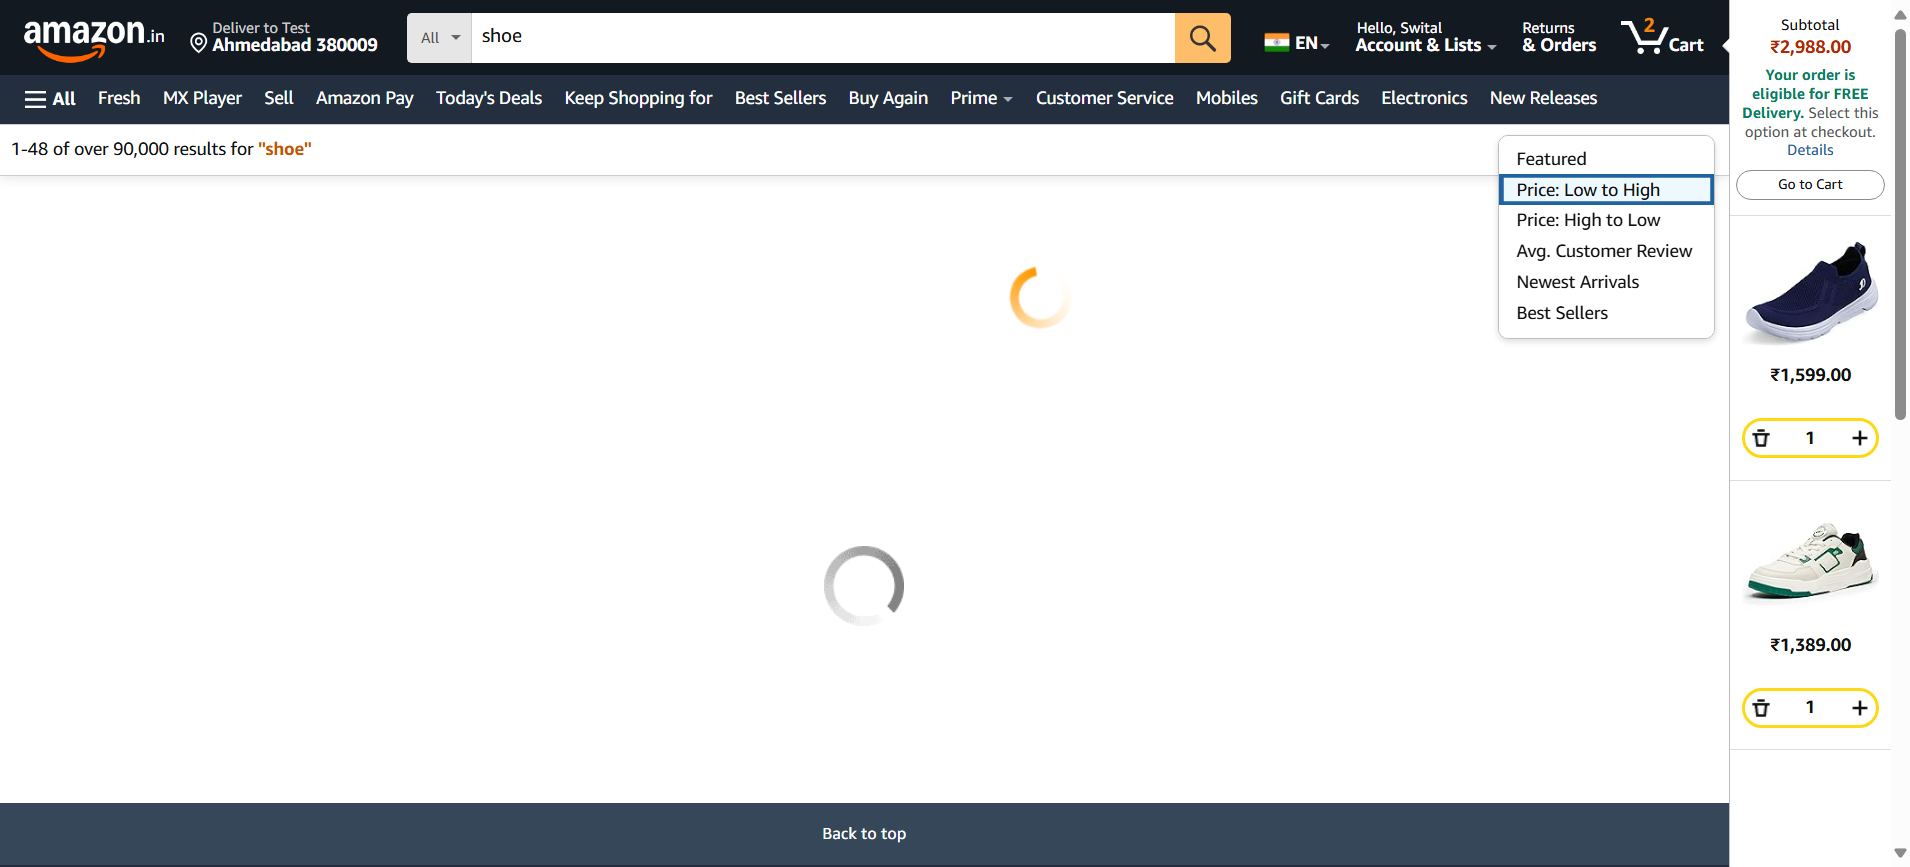 amazon.in
Deliver to Test
Ahmedabad 380009
All
shoe
EN
Hello, Swital
Account & Lists
Returns
& Orders
2
Cart
All
Fresh
MX Player
Sell
Amazon Pay
Today's Deals
Keep Shopping for
Best Sellers
Buy Again
Prime
Customer Service
Mobiles
Gift Cards
Electronics
New Releases
1-48 of over 90,000 results for "shoe"
Featured
Price: Low to High
Price: High to Low
Avg. Customer Review
Newest Arrivals
Best Sellers
Subtotal
₹2,988.00
Your order is
eligible for FREE
Delivery. Select this
option at checkout.
Details
Go to Cart
₹1,599.00
1
₹1,389.00
1
Back to top